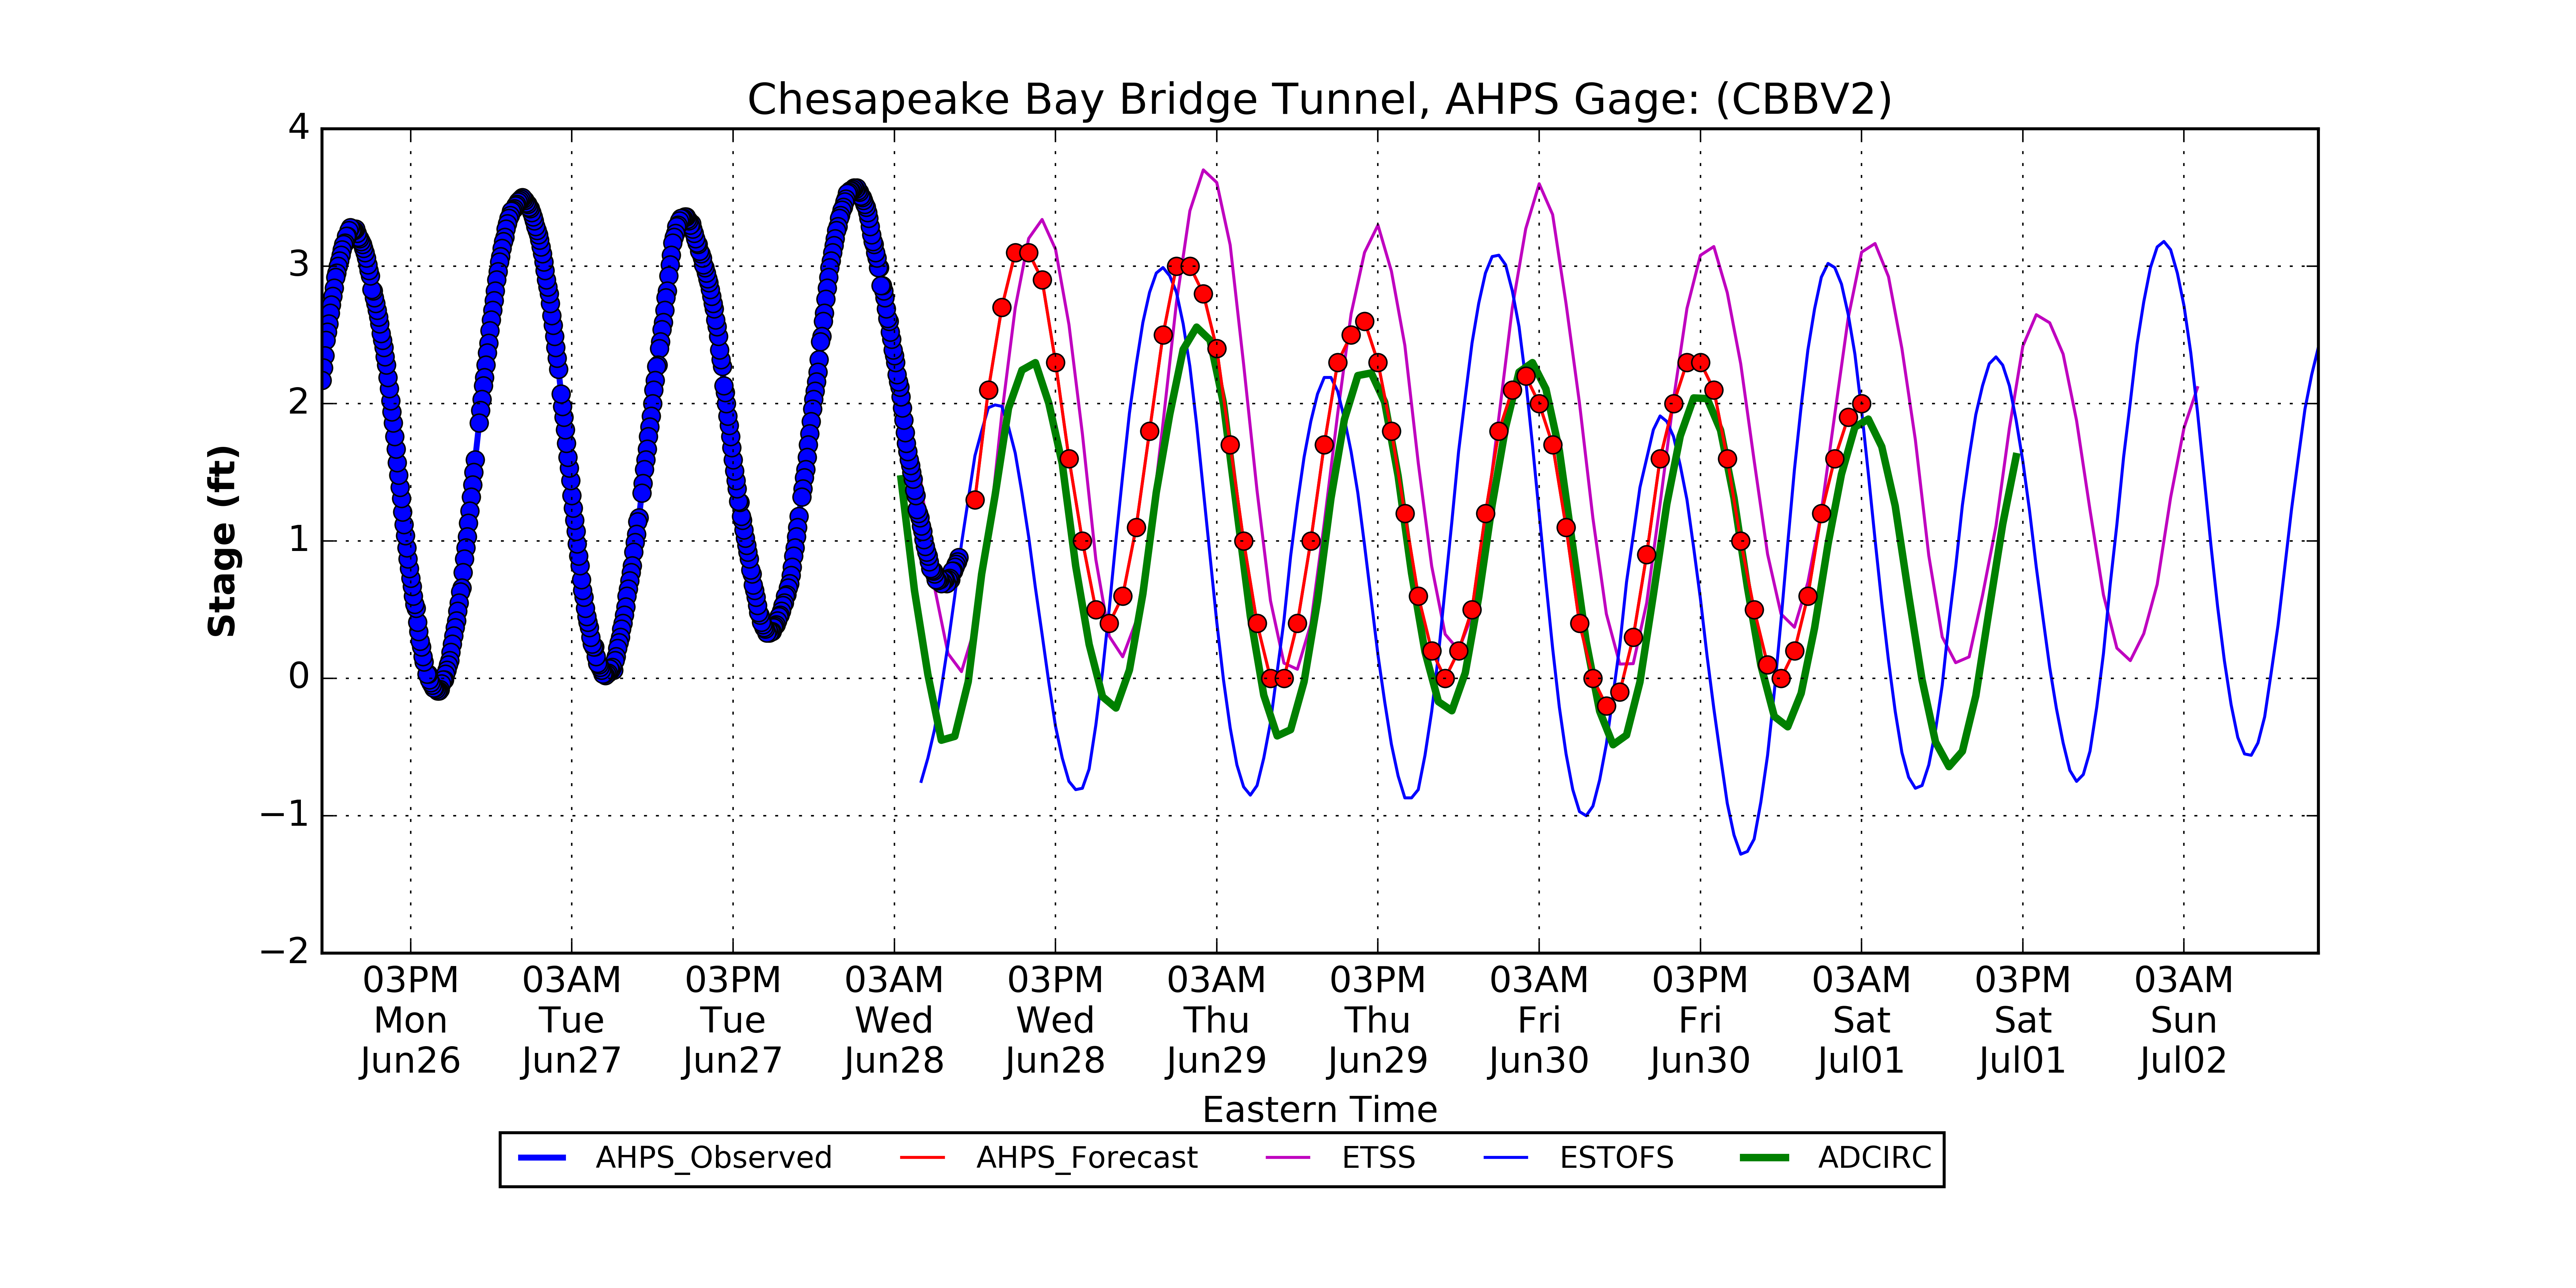 Chesapeake Bay Bridge Tunnel, AHPS Gage: (CBBV2)
4
3
2
1
0
−1
−2
Stage (ft)
03PM 03AM 03PM 03AM 03PM 03AM 03PM 03AM 03PM 03AM 03PM 03AM
Mon Tue Tue Wed Wed Thu Thu Fri Fri Sat Sat Sun
Jun26 Jun27 Jun27 Jun28 Jun28 Jun29 Jun29 Jun30 Jun30 Jul01 Jul01 Jul02
Eastern Time
AHPS_Observed AHPS_Forecast ETSS ESTOFS ADCIRC